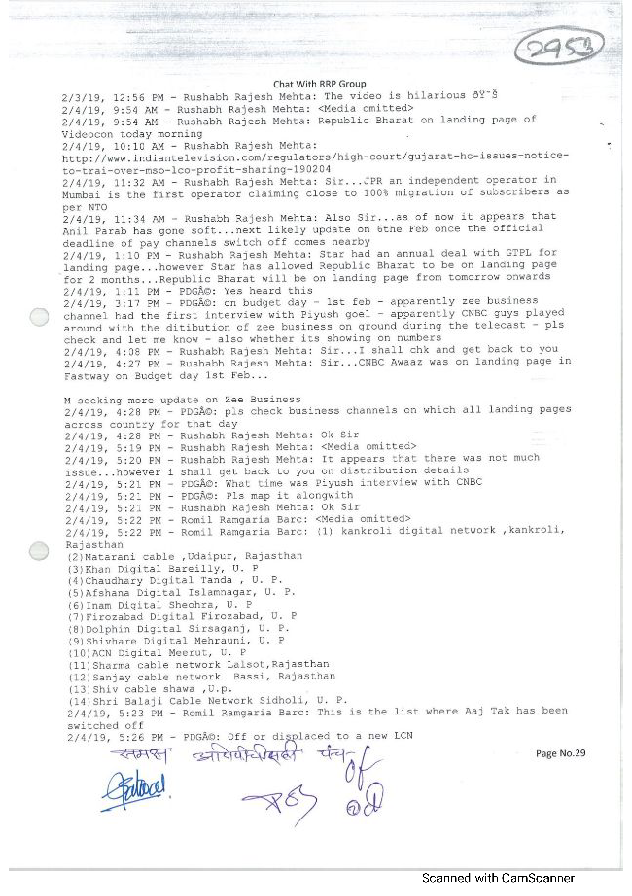 2953
Chat With RRP Group
2/3/19, 12:56 PM - Rushabh Rajesh Mehta: The video is hilarious ðŸ˜Š
2/4/19, 9:54 AM - Rushabh Rajesh Mehta: <Media omitted>
2/4/19, 9:54 AM - Rushabh Rajesh Mehta: Republic Bharat on landing page of
Videocon today morning
2/4/19, 10:10 AM - Rushabh Rajesh Mehta:
http://www.indiantelevision.com/regulators/high-court/gujarat-hc-issues-notice-
to-trai-over-mso-lco-profit-sharing-190204
2/4/19, 11:32 AM - Rushabh Rajesh Mehta: Sir...JPR an independent operator in
Mumbai is the first operator claiming close to 100% migration of subscribers as
per NTO
2/4/19, 11:34 AM - Rushabh Rajesh Mehta: Also Sir...as of now it appears that
Anil Parab has gone soft...next likely update on 6the Feb once the official
deadline of pay channels switch off comes nearby
2/4/19, 1:10 PM - Rushabh Rajesh Mehta: Star had an annual deal with GTPL for
landing page...however Star has alloved Republic Bharat to be on landing page
for 2 months...Republic Bharat will be on landing page from tomorrow onwards
2/4/19, 1:11 PM - PDGÃ©: Yes heard this
2/4/19, 3:17 PM - PDGÃ©: on budget day - 1st feb - apparently zee business
channel had the first interview with Piyush goel - apparently CNBC guys played
around with the ditibution of zee business on ground during the telecast - pls
check and let me know - also whether its showing on numbers
2/4/19, 4:08 PM - Rushabh Rajesh Mehta: Sir...I shall chk and get back to you
2/4/19, 4:27 PM - Rushabh Rajesh Mehta: Sir...CNBC Awaaz was on landing page in
Fastway on Budget day 1st Feb...
M seeking more update on Zee Business
2/4/19, 4:28 PM - PDGÃ©: pls check business channels on which all landing pages
across country for that day
2/4/19, 4:28 PM - Rushabh Rajesh Mehta: Ok Sir
2/4/19, 5:19 PM - Rushabh Rajesh Mehta: <Media omitted>
2/4/19, 5:20 PM - Rushabh Rajesh Mehta: It appears that there was not much
issue...however i shall get back to you on distribution details
2/4/19, 5:21 PM - PDGÃ©: What time was Piyush interview with CNBC
2/4/19, 5:21 PM - PDGÃ©: Pls map it alongwith
2/4/19, 5:21 PM - Rushabh Rajesh Mehta: Ok Sir
2/4/19, 5:22 PM - Romil Ramgaria Barc: <Media omitted>
2/4/19, 5:22 PM - Romil Ramgaria Barc: (1) kankroli digital network ,kankroli,
Rajasthan
(2)Natarani cable ,Udaipur, Rajasthan
(3)Khan Digital Bareilly, U. P
(4)Chaudhary Digital Tanda , U. P.
(5)Afshana Digital Islamnagar, U. P.
(6)Inam Digital Sheohra, U. P
(7)Firozabad Digital Firozabad, U. P
(8)Dolphin Digital Sirsaganj, U. P.
(9)Shivhare Digital Mehrauni, U. P
(10)ACN Digital Meerut, U. P
(11)Sharma cable network Lalsot,Rajasthan
(12)Sanjay cable network Bassi, Rajasthan
(13)Shiv cable shawa ,U.p.
(14)Shri Balaji Cable Network Sidholi, U. P.
2/4/19, 5:23 PM - Romil Ramgaria Barc: This is the list where Aaj Tak has been
switched off
2/4/19, 5:26 PM - PDGÃ©: Off or displaced to a new LCN
समक्ष पंच
Page No.29
Scanned with CamScanner